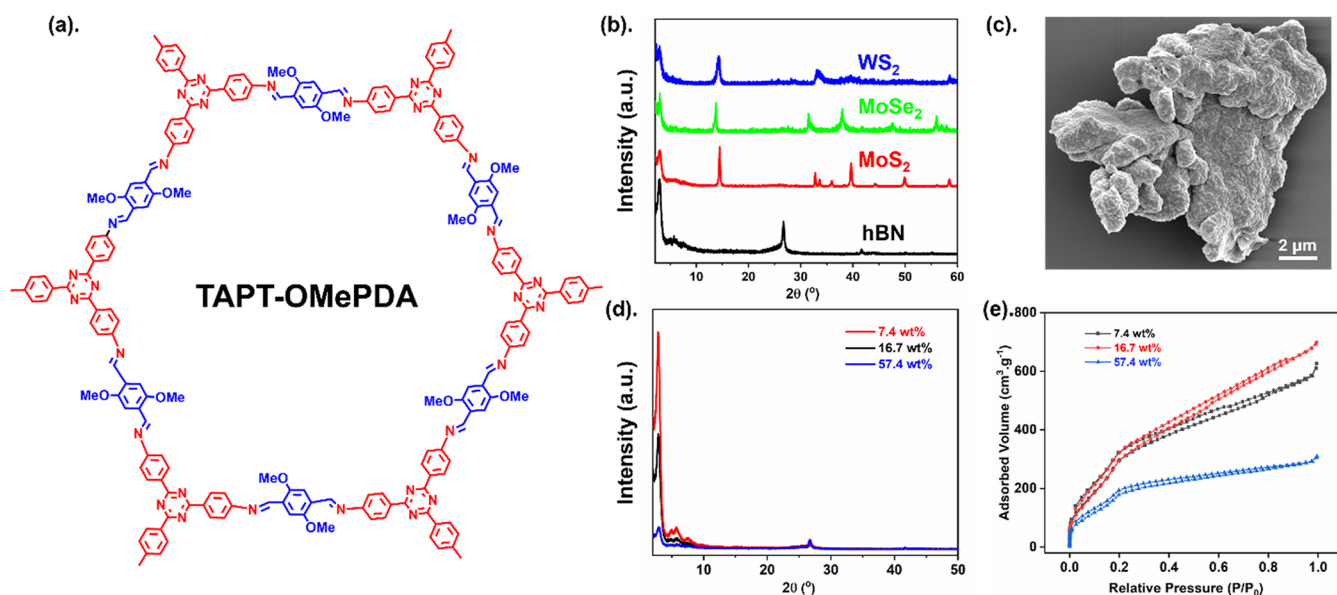 (a).
MeO
OMe
N
N
N
N
TAPT-OMePDA
MeO
OMe
MeO
OMe
MeO
OMe
MeO
OMe
MeO
OMe
(b).
Intensity (a.u.)
WS2
MoSe2
MoS2
hBN
10 20 30 40 50 60
2θ (°)
(c).
2 μm
(d).
Intensity (a.u.)
7.4 wt%
16.7 wt%
57.4 wt%
10 20 30 40 50
2θ (°)
(e).
Adsorbed Volume (cm³.g⁻¹)
800
600
400
200
0
7.4 wt%
16.7 wt%
57.4 wt%
0.0 0.2 0.4 0.6 0.8 1.0
Relative Pressure (P/P0)